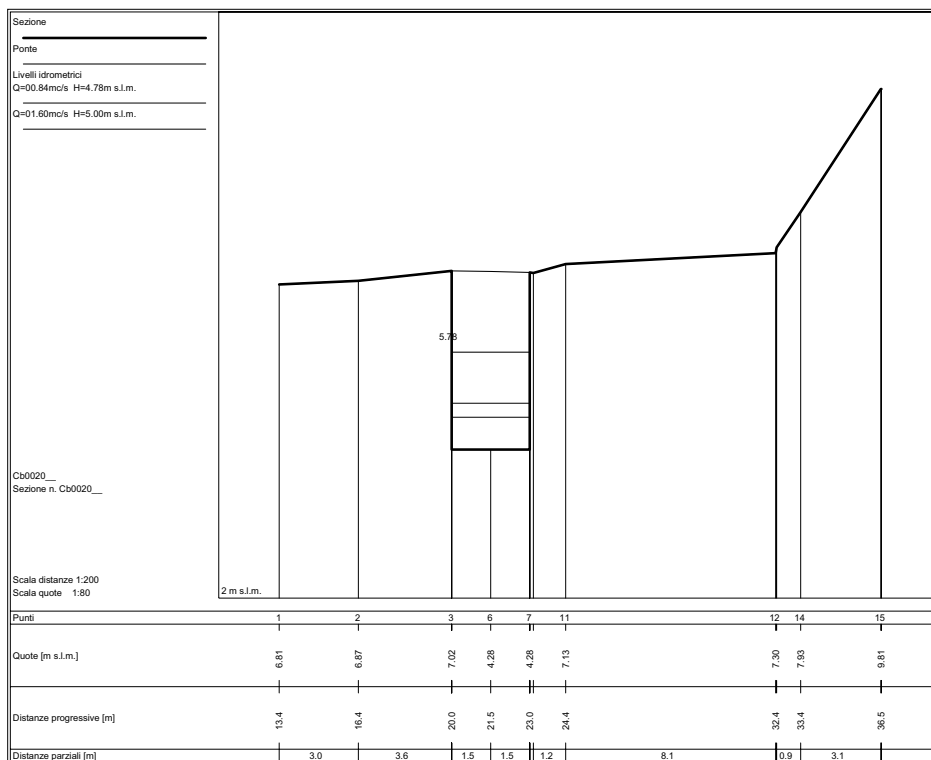 Sezione
Ponte
Livelli idrometrici
Q=00.84mc/s H=4.78m s.l.m.
Q=01.60mc/s H=5.00m s.l.m.
5.78
Cb0020__
Sezione n. Cb0020__
Scala distanze 1:200
Scala quote 1:80
2 m s.l.m.
Punti 1 2 3 6 7 11 12 14 15
Quote [m s.l.m.] 6.81 6.87 7.02 4.28 4.28 7.13 7.30 7.93 9.81
Distanze progressive [m] 13.4 16.4 20.0 21.5 23.0 24.4 32.4 33.4 36.5
Distanze parziali [m] 3.0 3.6 1.5 1.5 1.2 8.1 0.9 3.1